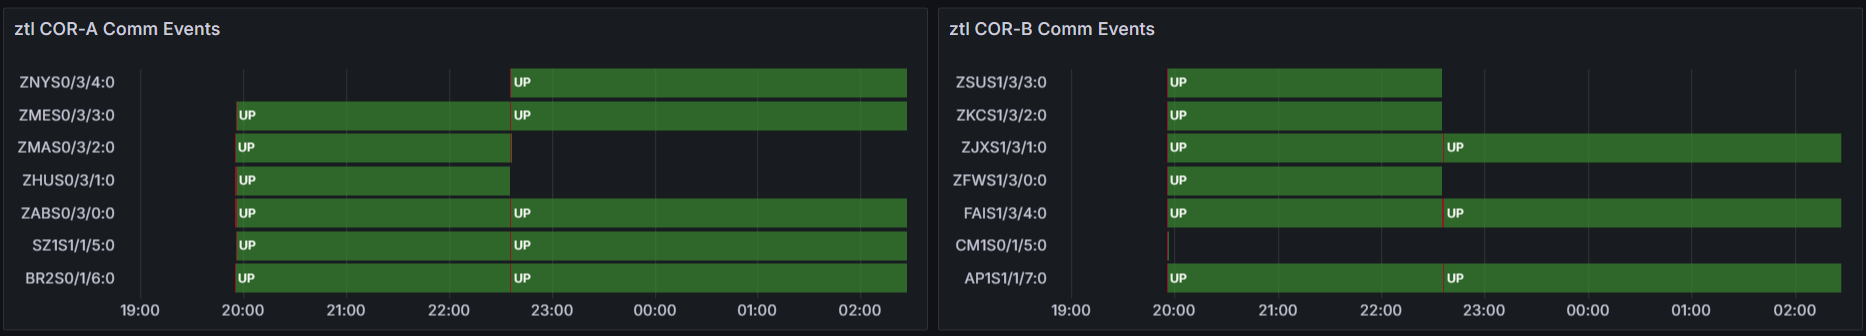 ztl COR-A Comm Events
ZNYS0/3/4:0 UP
ZMES0/3/3:0 UP UP
ZMAS0/3/2:0 UP
ZHUS0/3/1:0 UP
ZABS0/3/0:0 UP UP
SZ1S1/1/5:0 UP UP
BR2S0/1/6:0 UP UP
19:00 20:00 21:00 22:00 23:00 00:00 01:00 02:00
ztl COR-B Comm Events
ZSUS1/3/3:0 UP
ZKCS1/3/2:0 UP
ZJXS1/3/1:0 UP UP
ZFWS1/3/0:0 UP
FAIS1/3/4:0 UP UP
CM1S0/1/5:0
AP1S1/1/7:0 UP UP
19:00 20:00 21:00 22:00 23:00 00:00 01:00 02:00